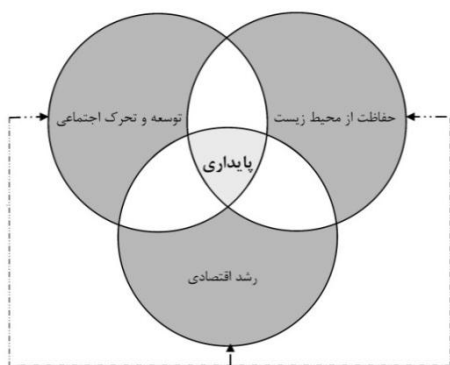 حفاظت از محیط زیست
توسعه و تحرک اجتماعی
پایداری
رشد اقتصادی